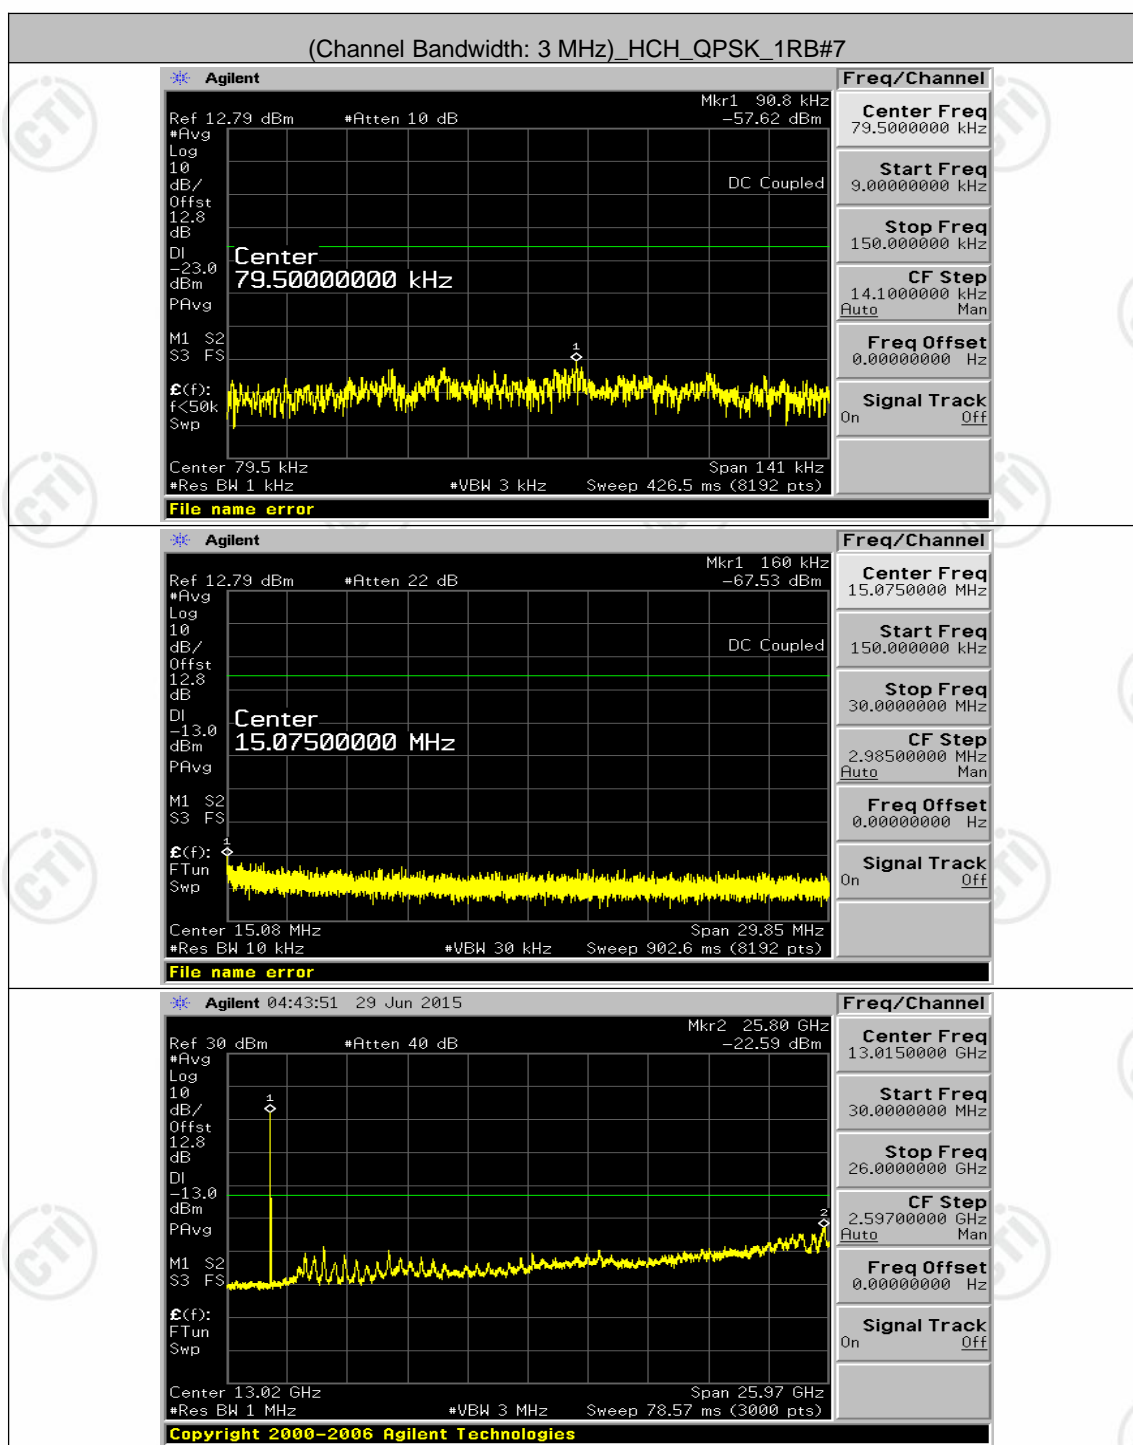 (Channel Bandwidth: 3 MHz)_HCH_QPSK_1RB#7
Agilent
Freq/Channel
Mkr1 90.8 kHz
Ref 12.79 dBm #Atten 10 dB -57.62 dBm
#Avg
Log
10
dB/
Offst
12.8
dB
DI
-23.0
dBm
PAvg
M1 S2
S3 FS
£(f):
f<50k
Swp
DC Coupled
Center
79.50000000 kHz
1
Center 79.5 kHz Span 141 kHz
#Res BW 1 kHz #VBW 3 kHz Sweep 426.5 ms (8192 pts)
File name error
Center Freq
79.5000000 kHz
Start Freq
9.00000000 kHz
Stop Freq
150.000000 kHz
CF Step
14.1000000 kHz
Auto Man
Freq Offset
0.00000000 Hz
Signal Track
On Off
Agilent
Freq/Channel
Mkr1 160 kHz
Ref 12.79 dBm #Atten 22 dB -67.53 dBm
#Avg
Log
10
dB/
Offst
12.8
dB
DI
-13.0
dBm
PAvg
M1 S2
S3 FS
£(f):
FTun
Swp
DC Coupled
Center
15.07500000 MHz
1
Center 15.08 MHz Span 29.85 MHz
#Res BW 10 kHz #VBW 30 kHz Sweep 902.6 ms (8192 pts)
File name error
Center Freq
15.0750000 MHz
Start Freq
150.000000 kHz
Stop Freq
30.0000000 MHz
CF Step
2.98500000 MHz
Auto Man
Freq Offset
0.00000000 Hz
Signal Track
On Off
Agilent 04:43:51 29 Jun 2015
Freq/Channel
Mkr2 25.80 GHz
Ref 30 dBm #Atten 40 dB -22.59 dBm
#Avg
Log
10
dB/
Offst
12.8
dB
DI
-13.0
dBm
PAvg
M1 S2
S3 FS
£(f):
FTun
Swp
1
2
Center 13.02 GHz Span 25.97 GHz
#Res BW 1 MHz #VBW 3 MHz Sweep 78.57 ms (3000 pts)
Copyright 2000-2006 Agilent Technologies
Center Freq
13.0150000 GHz
Start Freq
30.0000000 MHz
Stop Freq
26.0000000 GHz
CF Step
2.59700000 GHz
Auto Man
Freq Offset
0.00000000 Hz
Signal Track
On Off
CTI
CTI
CTI
CTI